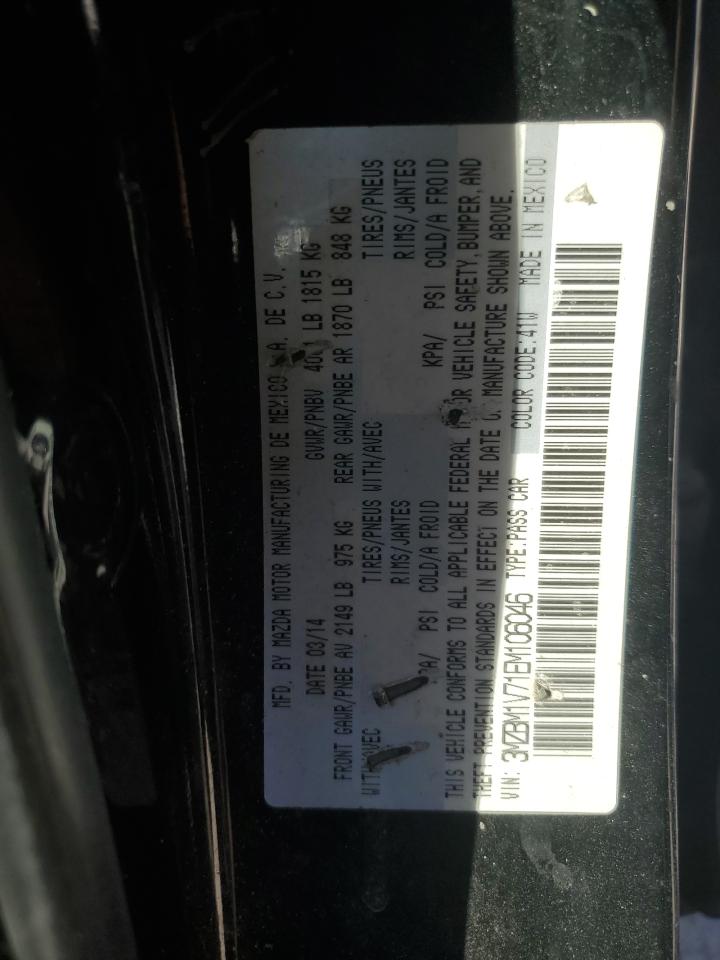 MFD. BY MAZDA MOTOR MANUFACTURING DE MEXICO DE C.V.
DATE 03/14 GVWR/PNBV LB 1815 KG
FRONT GAWR/PNBE AV 2149 LB 975 KG REAR GAWR/PNBE AR 1870 LB 848 KG
WITH/AVEC TIRES/PNEUS WITH/AVEC TIRES/PNEUS
RIMS/JANTES RIMS/JANTES
KPA/ PSI COLD/A FROID KPA/ PSI COLD/A FROID
THIS VEHICLE CONFORMS TO ALL APPLICABLE FEDERAL MOTOR VEHICLE SAFETY, BUMPER, AND
THEFT PREVENTION STANDARDS IN EFFECT ON THE DATE OF MANUFACTURE SHOWN ABOVE.
VIN: 3MZBM1V71EM106046 TYPE:PASS CAR COLOR CODE:41W MADE IN MEXICO